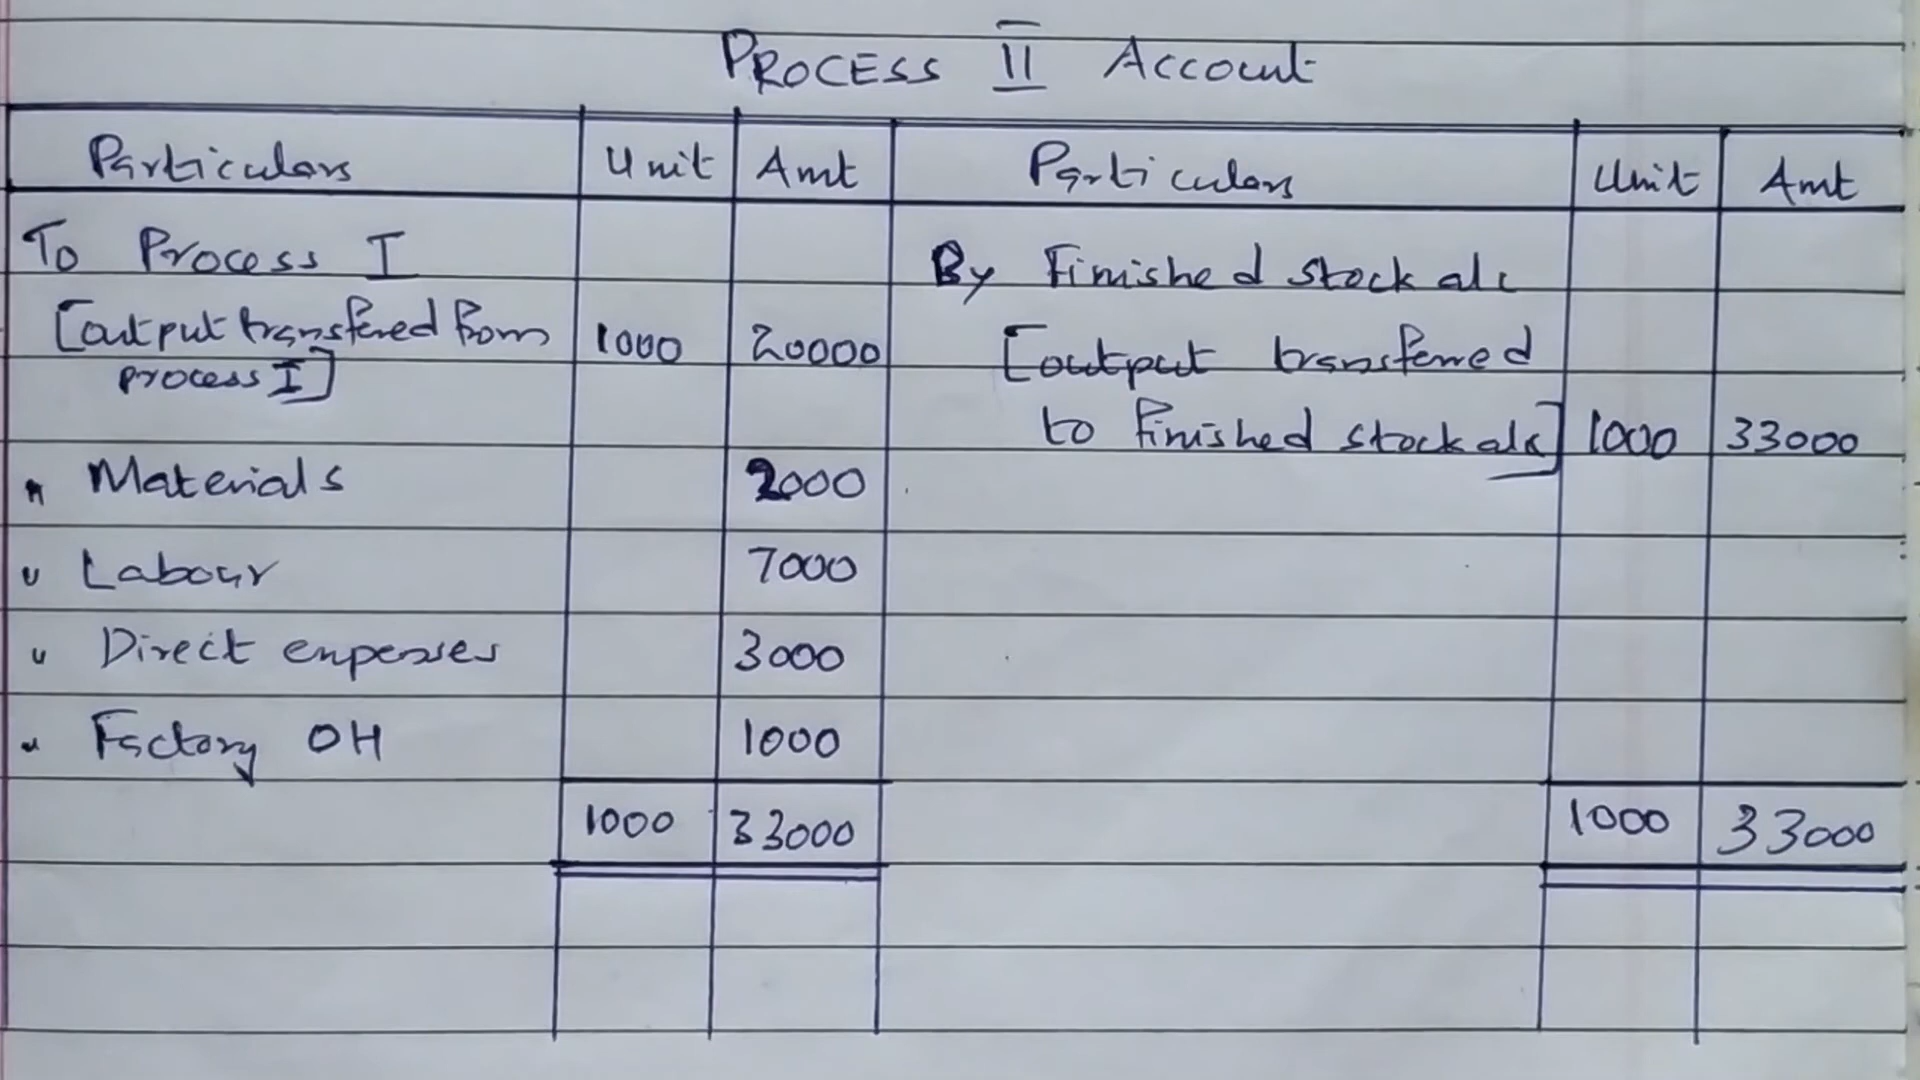 PROCESS II Account
Particulars Unit Amt Particulars Unit Amt
To Process I
[output transfered from 1000 20000
process I]
" Materials 2000
" Labour 7000
" Direct expenses 3000
" Factory OH 1000
1000 33000
By Finished stock a/c
[output transferred
to finished stock a/c] 1000 33000
1000 33000